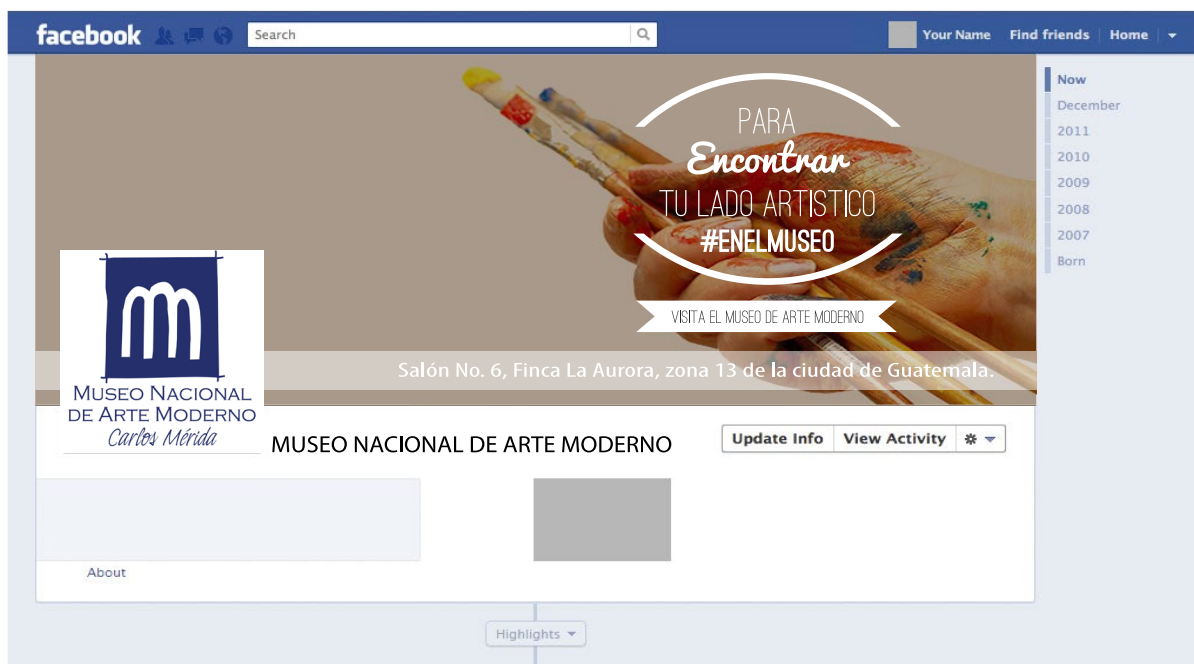 facebook
Search
Your Name
Find friends
Home
Now
December
2011
2010
2009
2008
2007
Born
PARA
Encontrar
TU LADO ARTISTICO
#ENELMUSEO
VISITA EL MUSEO DE ARTE MODERNO
Salón No. 6, Finca La Aurora, zona 13 de la ciudad de Guatemala.
m
MUSEO NACIONAL
DE ARTE MODERNO
Carlos Mérida
MUSEO NACIONAL DE ARTE MODERNO
Update Info
View Activity
About
Highlights